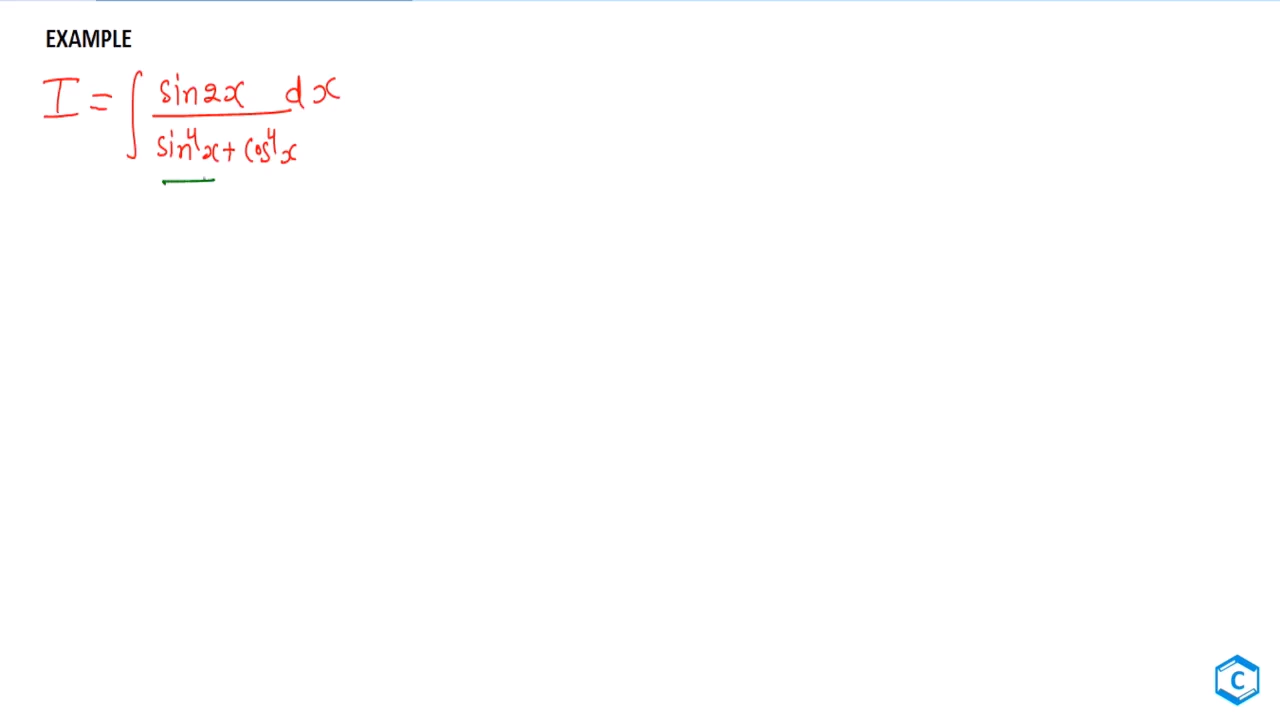 EXAMPLE
I = ∫ sin2x dx
sin⁴x + cos⁴x
C